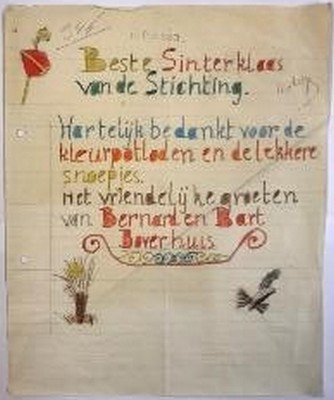 Beste Sinterklaas
van de Stichting.
Hartelijk bedankt voor de
kleurpotloden en de lekkere
snoepjes.
Met vriendelijke groeten
van Bernard en Bart
Boverhuis